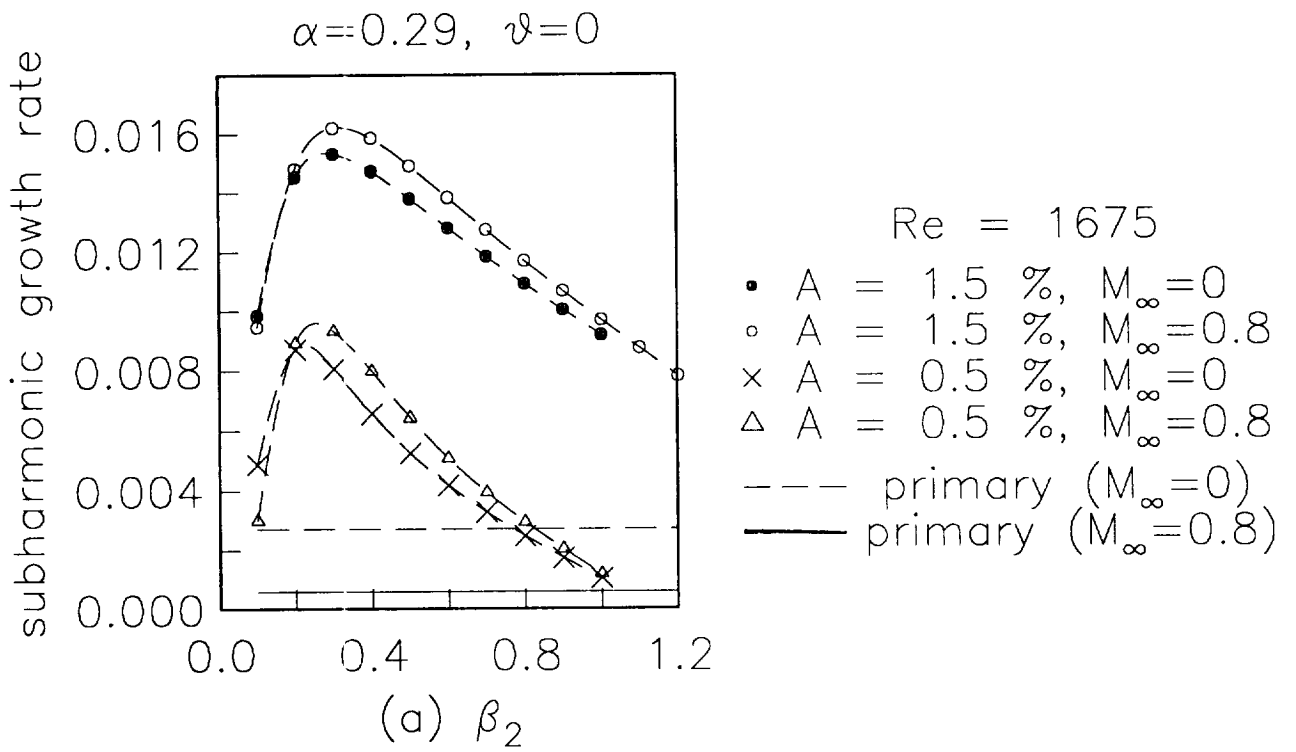 α=0.29, ϑ=0
subharmonic growth rate
0.016
0.012
0.008
0.004
0.000
0.0 0.4 0.8 1.2
(a) β₂
Re = 1675
A = 1.5 %, M∞=0
A = 1.5 %, M∞=0.8
A = 0.5 %, M∞=0
A = 0.5 %, M∞=0.8
primary (M∞=0)
primary (M∞=0.8)